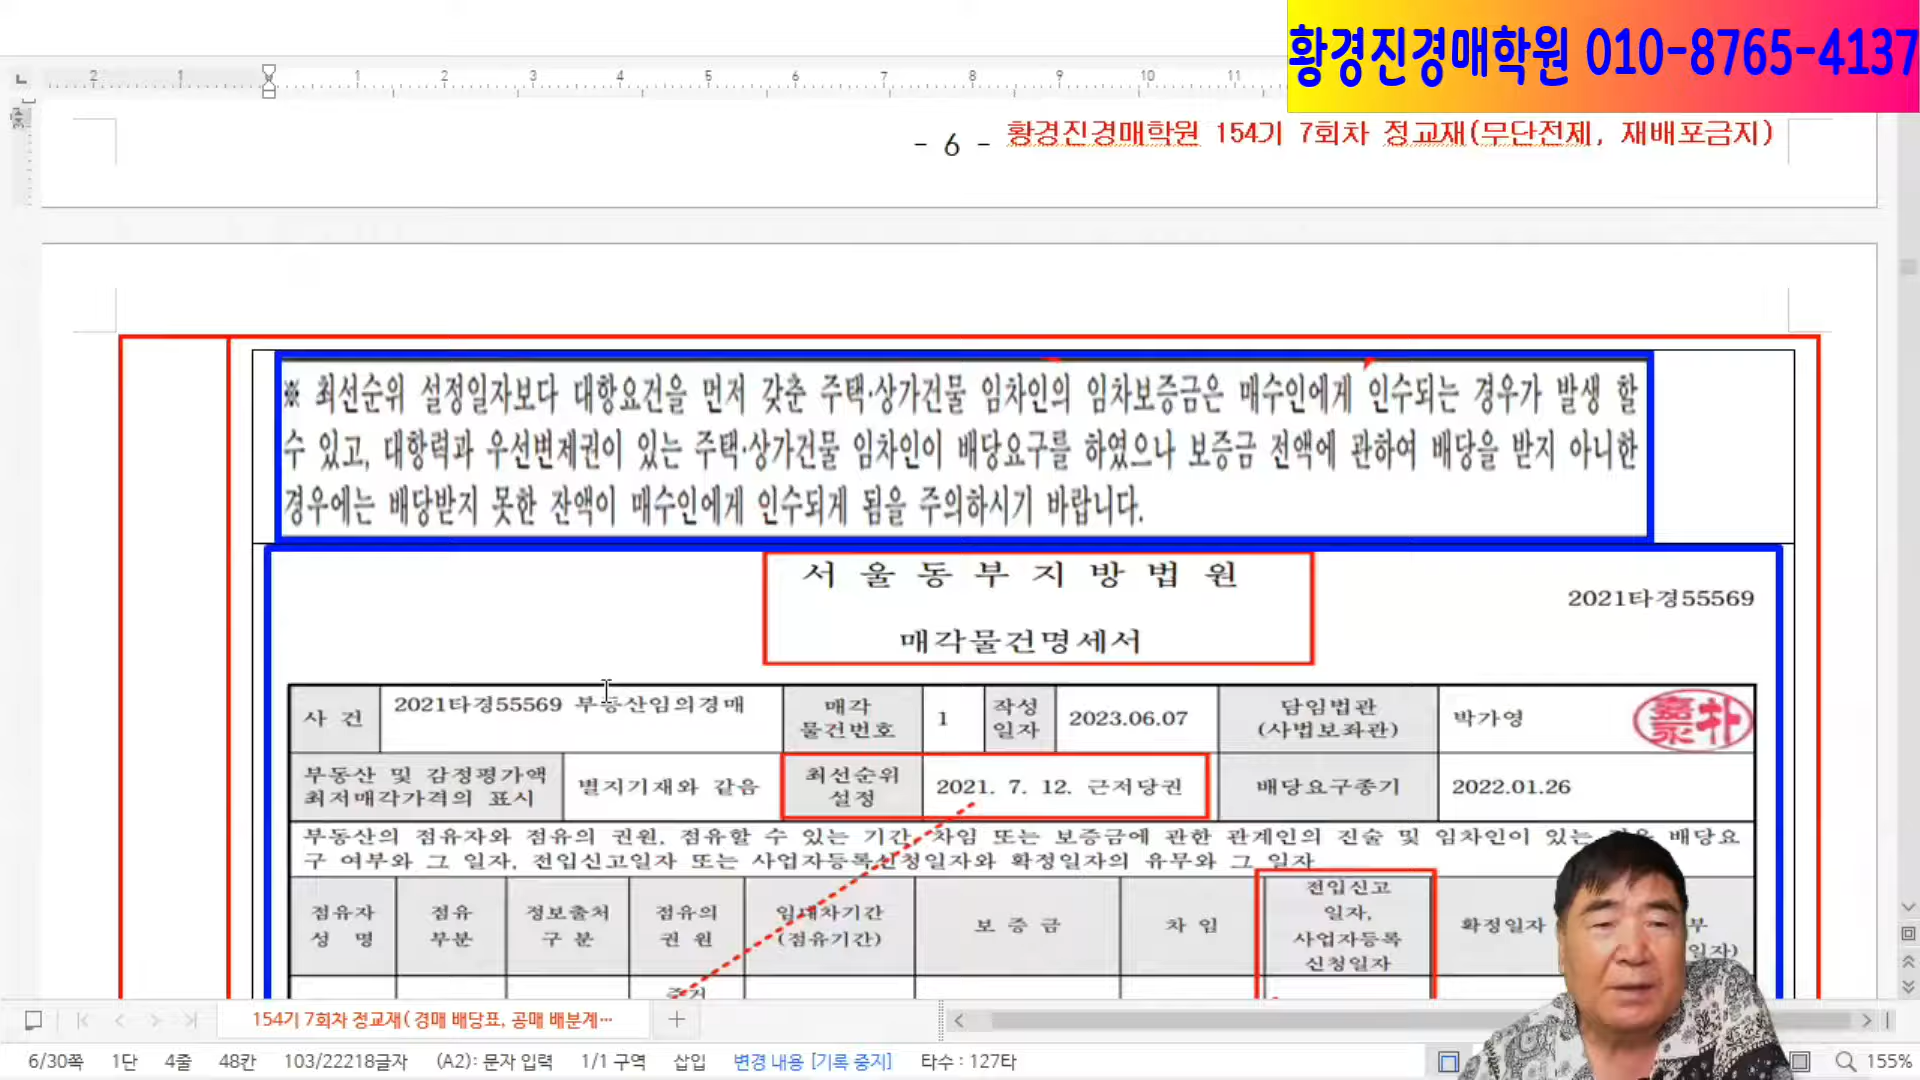 황경진경매학원 010-8765-4137
2 1 1 2 3 4 5 6 7 8 9 10 11
- 6 - 황경진경매학원 154기 7회차 정교재(무단전제, 재배포금지)
※ 최선순위 설정일자보다 대항요건을 먼저 갖춘 주택·상가건물 임차인의 임차보증금은 매수인에게 인수되는 경우가 발생 할
수 있고, 대항력과 우선변제권이 있는 주택·상가건물 임차인이 배당요구를 하였으나 보증금 전액에 관하여 배당을 받지 아니한
경우에는 배당받지 못한 잔액이 매수인에게 인수되게 됨을 주의하시기 바랍니다.
서 울 동 부 지 방 법 원
2021타경55569
매각물건명세서
사 건
2021타경55569 부동산임의경매
매각
물건번호
1
작성
일자
2023.06.07
담임법관
(사법보좌관)
박가영
부동산 및 감정평가액
최저매각가격의 표시
별지기재와 같음
최선순위
설정
2021. 7. 12. 근저당권
배당요구종기
2022.01.26
부동산의 점유자와 점유의 권원, 점유할 수 있는 기간, 차임 또는 보증금에 관한 관계인의 진술 및 임차인이 있는 배당요
구 여부와 그 일자, 전입신고일자 또는 사업자등록신청일자와 확정일자의 유무와 그 일자
점유자
성 명
점유
부분
정보출처
구 분
점유의
권 원
임대차기간
(점유기간)
보 증 금
차 임
전입신고
일자,
사업자등록
신청일자
확정일자
부
일자)
154기 7회차 정교재( 경매 배당표, 공매 배분계…
6/30쪽 1단 4줄 48칸 103/22218글자 (A2): 문자 입력 1/1 구역 삽입 변경 내용 [기록 중지] 타수 : 127타 155%